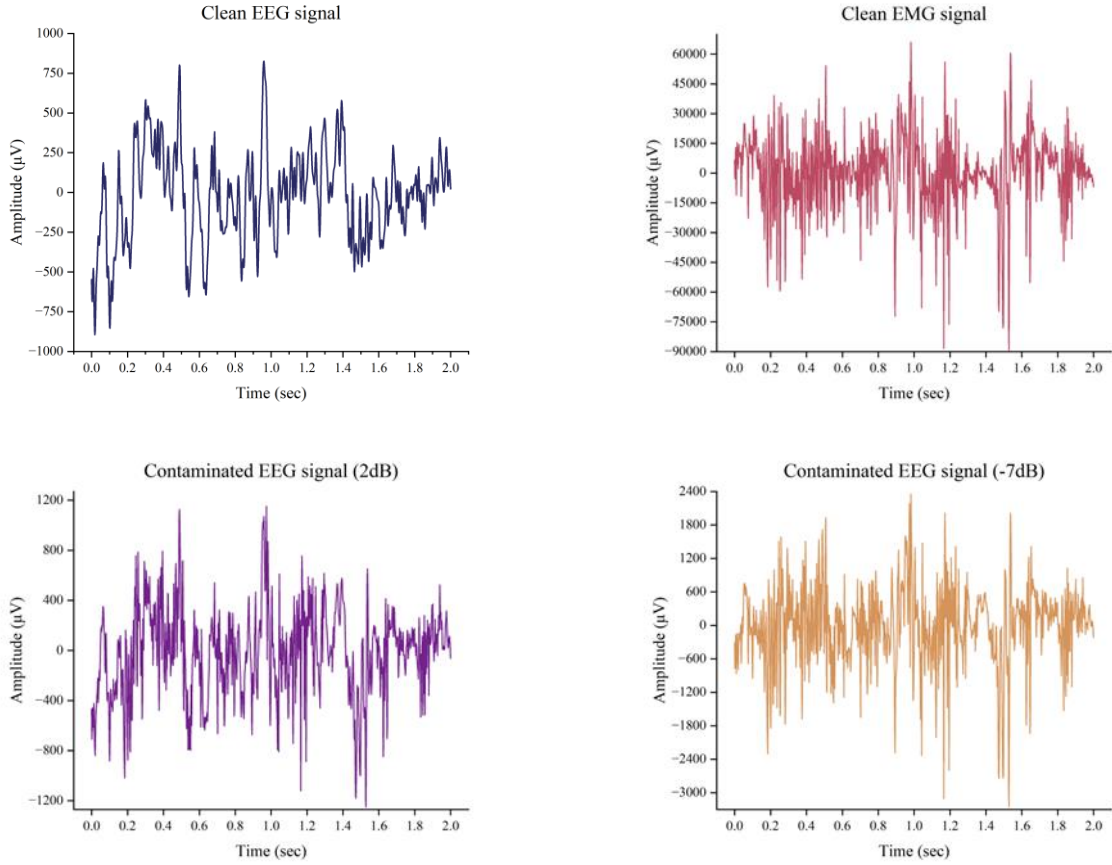 Clean EEG signal
1000
750
500
250
0
−250
−500
−750
−1000
Amplitude (μV)
0.0 0.2 0.4 0.6 0.8 1.0 1.2 1.4 1.6 1.8 2.0
Time (sec)
Clean EMG signal
60000
45000
30000
15000
0
−15000
−30000
−45000
−60000
−75000
−90000
Amplitude (μV)
0.0 0.2 0.4 0.6 0.8 1.0 1.2 1.4 1.6 1.8 2.0
Time (sec)
Contaminated EEG signal (2dB)
1200
800
400
0
−400
−800
−1200
Amplitude (μV)
0.0 0.2 0.4 0.6 0.8 1.0 1.2 1.4 1.6 1.8 2.0
Time (sec)
Contaminated EEG signal (-7dB)
2400
1800
1200
600
0
−600
−1200
−1800
−2400
−3000
Amplitude (μV)
0.0 0.2 0.4 0.6 0.8 1.0 1.2 1.4 1.6 1.8 2.0
Time (sec)